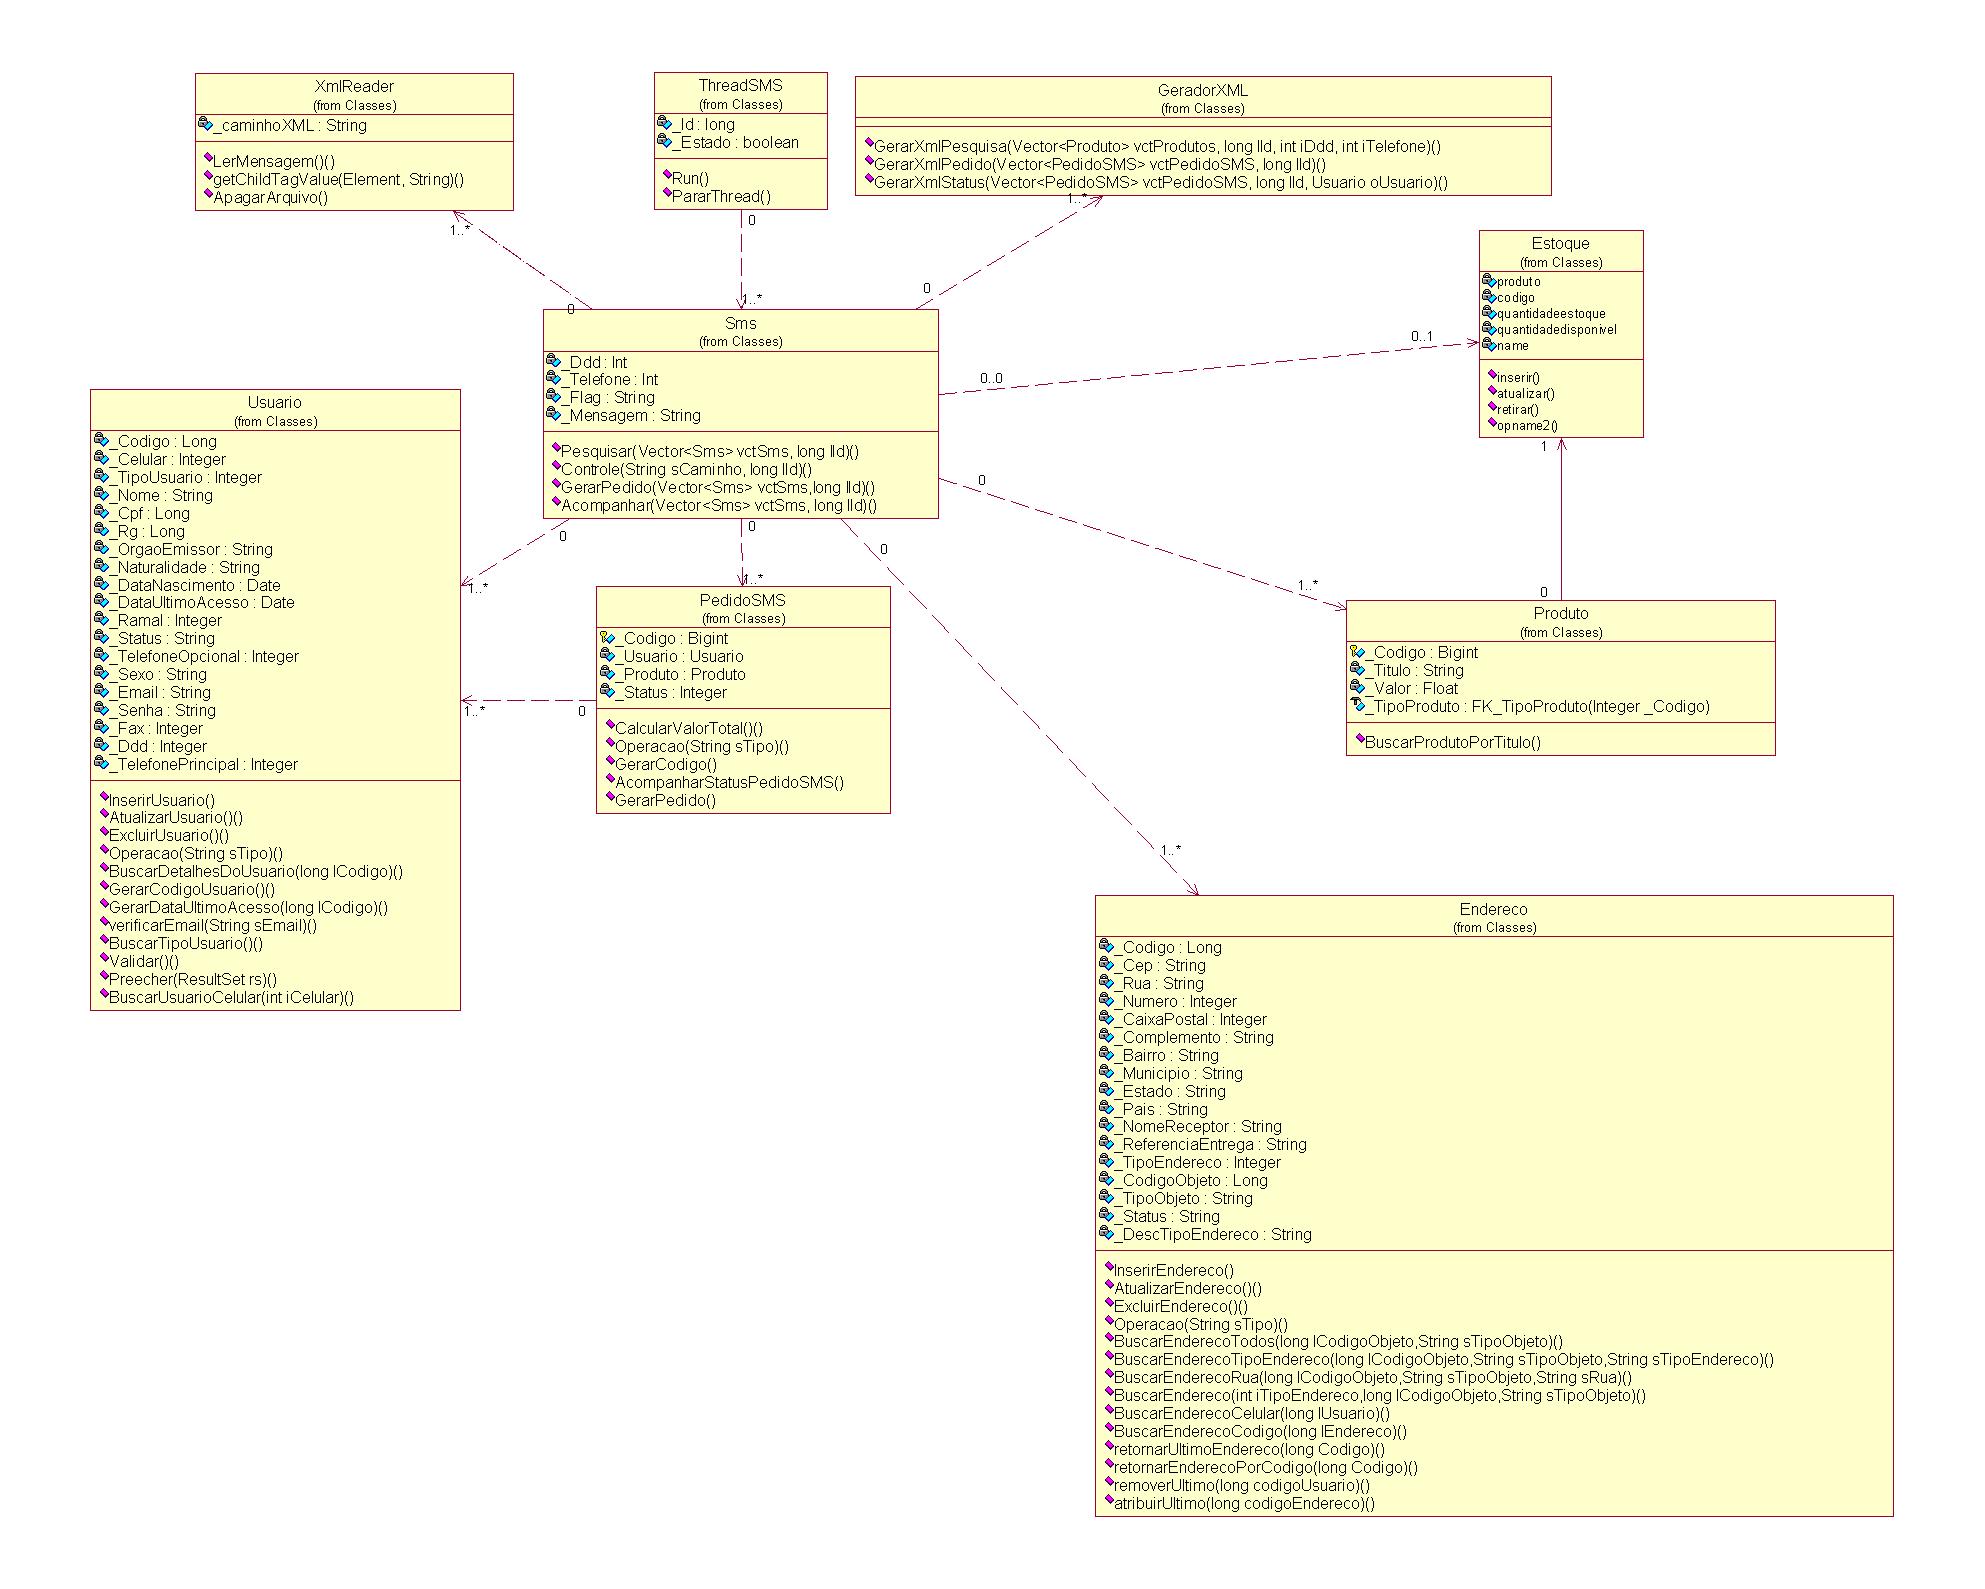 XmlReader
(from Classes)
_caminhoXML : String
LerMensagem()()
getChildTagValue(Element, String)()
ApagarArquivo()
1..*
0
ThreadSMS
(from Classes)
_Id : long
_Estado : boolean
Run()
PararThread()
0
1..*
GeradorXML
(from Classes)
GerarXmlPesquisa(Vector<Produto> vctProdutos, long lId, int iDdd, int iTelefone)()
GerarXmlPedido(Vector<PedidoSMS> vctPedidoSMS, long lId)()
GerarXmlStatus(Vector<PedidoSMS> vctPedidoSMS, long lId, Usuario oUsuario)()
1..*
0
Estoque
(from Classes)
produto
codigo
quantidadeestoque
quantidadedisponivel
name
inserir()
atualizar()
retirar()
opname2()
0..1
0..0
1
0
Sms
(from Classes)
_Ddd : Int
_Telefone : Int
_Flag : String
_Mensagem : String
Pesquisar(Vector<Sms> vctSms, long lId)()
Controle(String sCaminho, long lId)()
GerarPedido(Vector<Sms> vctSms,long lId)()
Acompanhar(Vector<Sms> vctSms, long lId)()
0
1..*
0
1..*
0
1..*
0
1..*
Usuario
(from Classes)
_Codigo : Long
_Celular : Integer
_TipoUsuario : Integer
_Nome : String
_Cpf : Long
_Rg : Long
_OrgaoEmissor : String
_Naturalidade : String
_DataNascimento : Date
_DataUltimoAcesso : Date
_Ramal : Integer
_Status : String
_TelefoneOpcional : Integer
_Sexo : String
_Email : String
_Senha : String
_Fax : Integer
_Ddd : Integer
_TelefonePrincipal : Integer
InserirUsuario()
AtualizarUsuario()()
ExcluirUsuario()()
Operacao(String sTipo)()
BuscarDetalhesDoUsuario(long lCodigo)()
GerarCodigoUsuario()()
GerarDataUltimoAcesso(long lCodigo)()
verificarEmail(String sEmail)()
BuscarTipoUsuario()()
Validar()()
Preecher(ResultSet rs)()
BuscarUsuarioCelular(int iCelular)()
1..*
0
PedidoSMS
(from Classes)
_Codigo : Bigint
_Usuario : Usuario
_Produto : Produto
_Status : Integer
CalcularValorTotal()()
Operacao(String sTipo)()
GerarCodigo()
AcompanharStatusPedidoSMS()
GerarPedido()
Produto
(from Classes)
_Codigo : Bigint
_Titulo : String
_Valor : Float
_TipoProduto : FK_TipoProduto(Integer _Codigo)
BuscarProdutoPorTitulo()
Endereco
(from Classes)
_Codigo : Long
_Cep : String
_Rua : String
_Numero : Integer
_CaixaPostal : Integer
_Complemento : String
_Bairro : String
_Municipio : String
_Estado : String
_Pais : String
_NomeReceptor : String
_ReferenciaEntrega : String
_TipoEndereco : Integer
_CodigoObjeto : Long
_TipoObjeto : String
_Status : String
_DescTipoEndereco : String
InserirEndereco()
AtualizarEndereco()()
ExcluirEndereco()()
Operacao(String sTipo)()
BuscarEnderecoTodos(long lCodigoObjeto,String sTipoObjeto)()
BuscarEnderecoTipoEndereco(long lCodigoObjeto,String sTipoObjeto,String sTipoEndereco)()
BuscarEnderecoRua(long lCodigoObjeto,String sTipoObjeto,String sRua)()
BuscarEndereco(int iTipoEndereco,long lCodigoObjeto,String sTipoObjeto)()
BuscarEnderecoCelular(long lUsuario)()
BuscarEnderecoCodigo(long lEndereco)()
retornarUltimoEndereco(long Codigo)()
retornarEnderecoPorCodigo(long Codigo)()
removerUltimo(long codigoUsuario)()
atribuirUltimo(long codigoEndereco)()